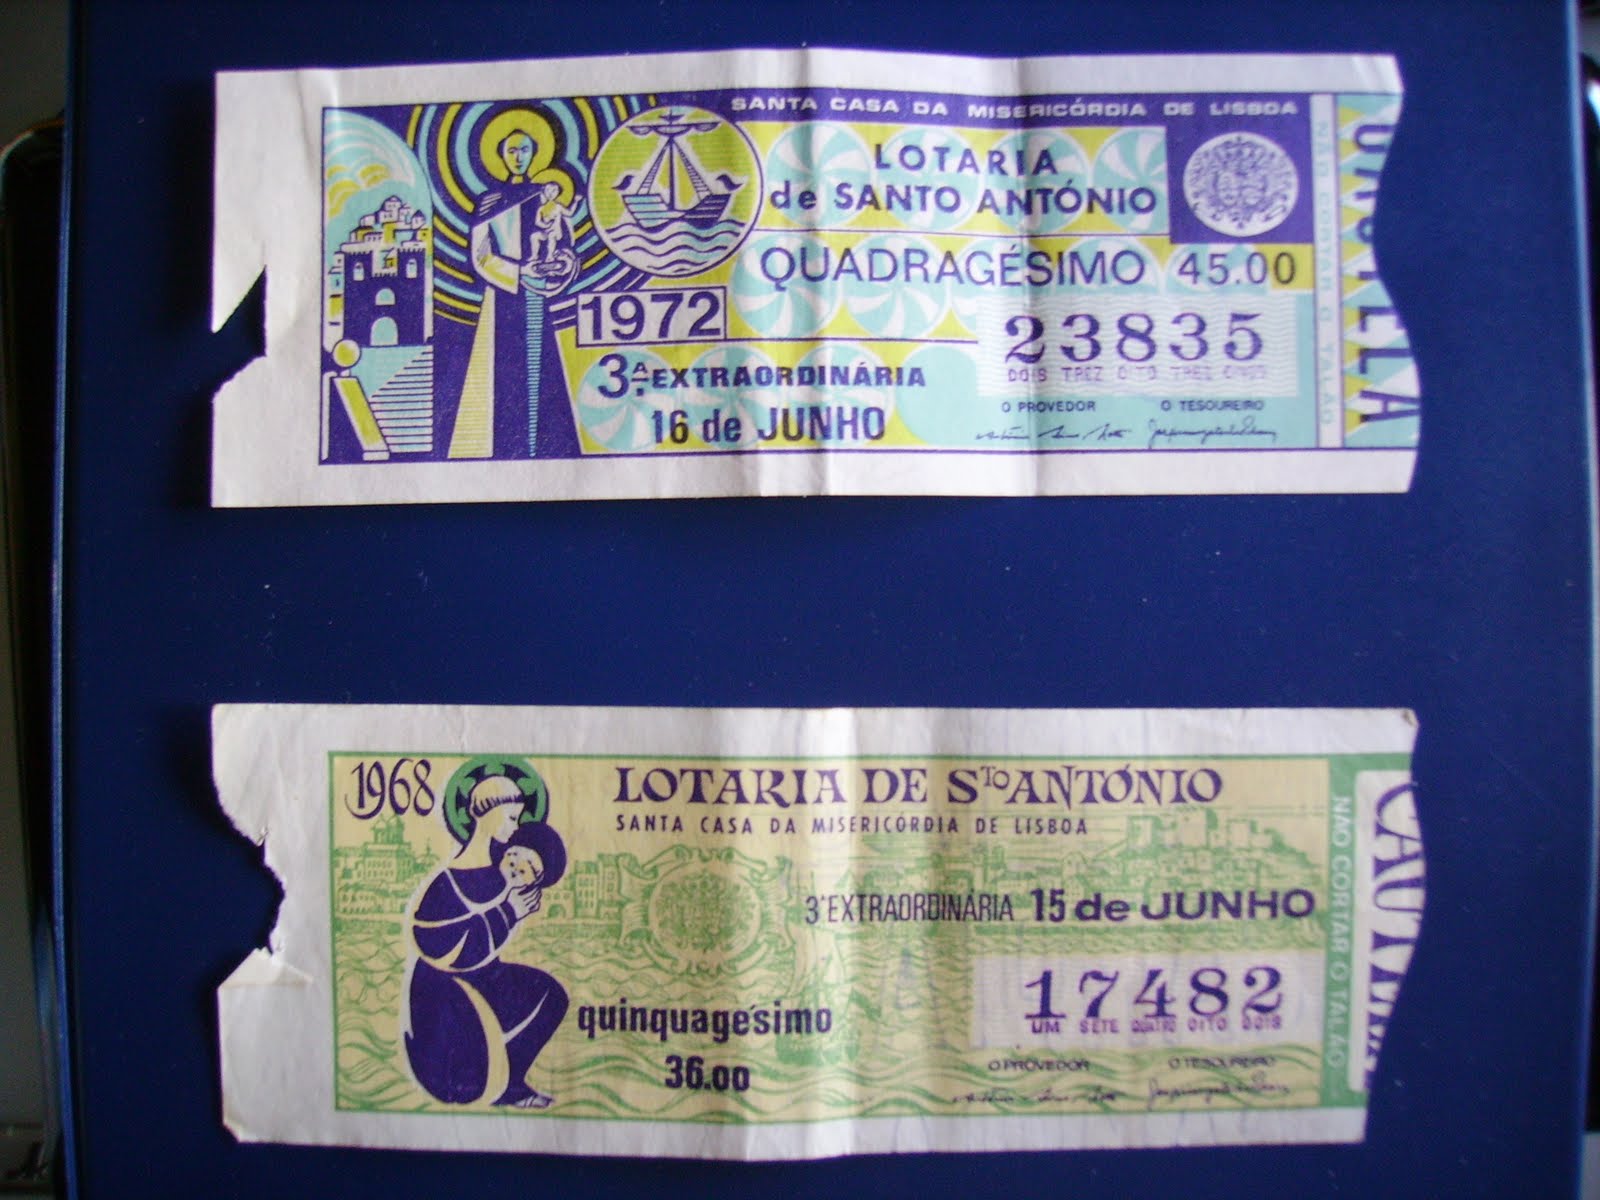 SANTA CASA DA MISERICÓRDIA DE LISBOA
LOTARIA
de SANTO ANTÓNIO
QUADRAGÉSIMO 45.00
1972
23835
DOIS TREZ OITO TREZ CINCO
3.ª EXTRAORDINÁRIA
16 de JUNHO
O PROVEDOR O TESOUREIRO
NÃO CORTAR O TALÃO
1968
LOTARIA DE STO ANTÓNIO
SANTA CASA DA MISERICÓRDIA DE LISBOA
3ª EXTRAORDINÁRIA 15 de JUNHO
17482
UM SETE QUATRO OITO DOIS
quinquagésimo
36.00
O PROVEDOR O TESOUREIRO
NÃO CORTAR O TALÃO